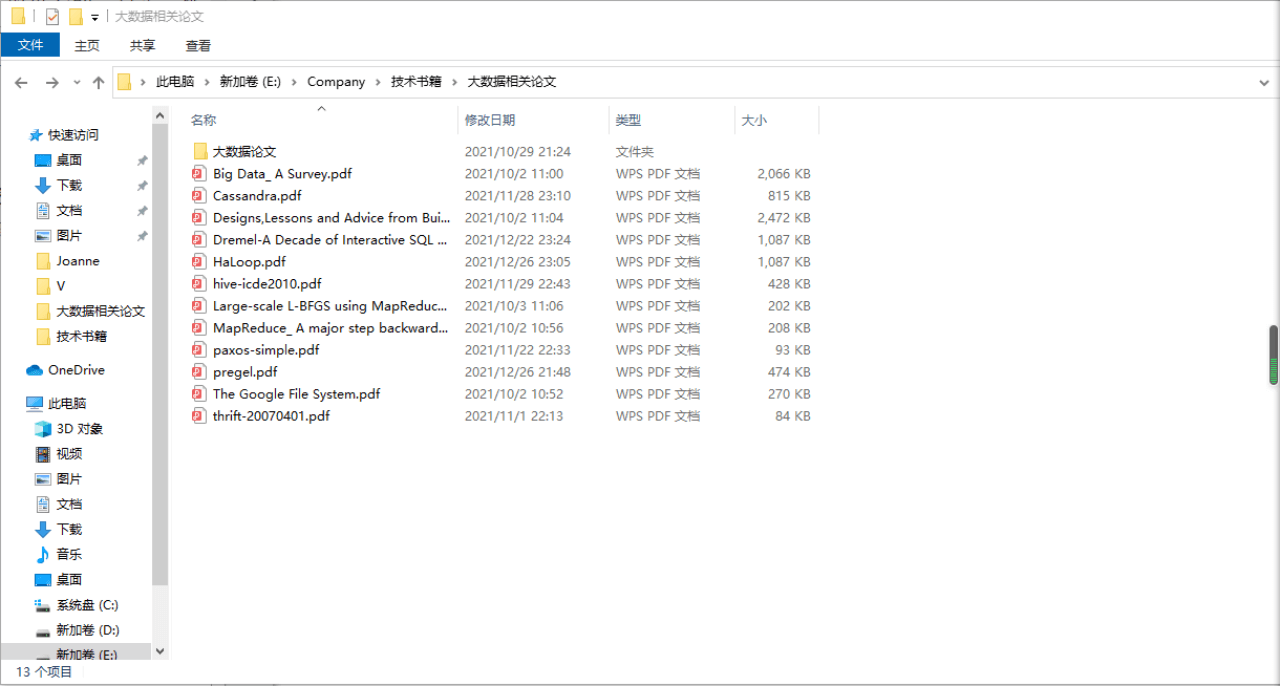 大数据相关论文
文件 主页 共享 查看
此电脑 新加卷 (E:) Company 技术书籍 大数据相关论文
名称 修改日期 类型 大小
快速访问
桌面
下载
文档
图片
Joanne
V
大数据相关论文
技术书籍
OneDrive
此电脑
3D 对象
视频
图片
文档
下载
音乐
桌面
系统盘 (C:)
新加卷 (D:)
新加卷 (E:)
大数据论文 2021/10/29 21:24 文件夹
Big Data_ A Survey.pdf 2021/10/2 11:00 WPS PDF 文档 2,066 KB
Cassandra.pdf 2021/11/28 23:10 WPS PDF 文档 815 KB
Designs,Lessons and Advice from Bui... 2021/10/2 11:04 WPS PDF 文档 2,472 KB
Dremel-A Decade of Interactive SQL ... 2021/12/22 23:24 WPS PDF 文档 1,087 KB
HaLoop.pdf 2021/12/26 23:05 WPS PDF 文档 1,087 KB
hive-icde2010.pdf 2021/11/29 22:43 WPS PDF 文档 428 KB
Large-scale L-BFGS using MapReduc... 2021/10/3 11:06 WPS PDF 文档 202 KB
MapReduce_ A major step backward... 2021/10/2 10:56 WPS PDF 文档 208 KB
paxos-simple.pdf 2021/11/22 22:33 WPS PDF 文档 93 KB
pregel.pdf 2021/12/26 21:48 WPS PDF 文档 474 KB
The Google File System.pdf 2021/10/2 10:52 WPS PDF 文档 270 KB
thrift-20070401.pdf 2021/11/1 22:13 WPS PDF 文档 84 KB
13 个项目